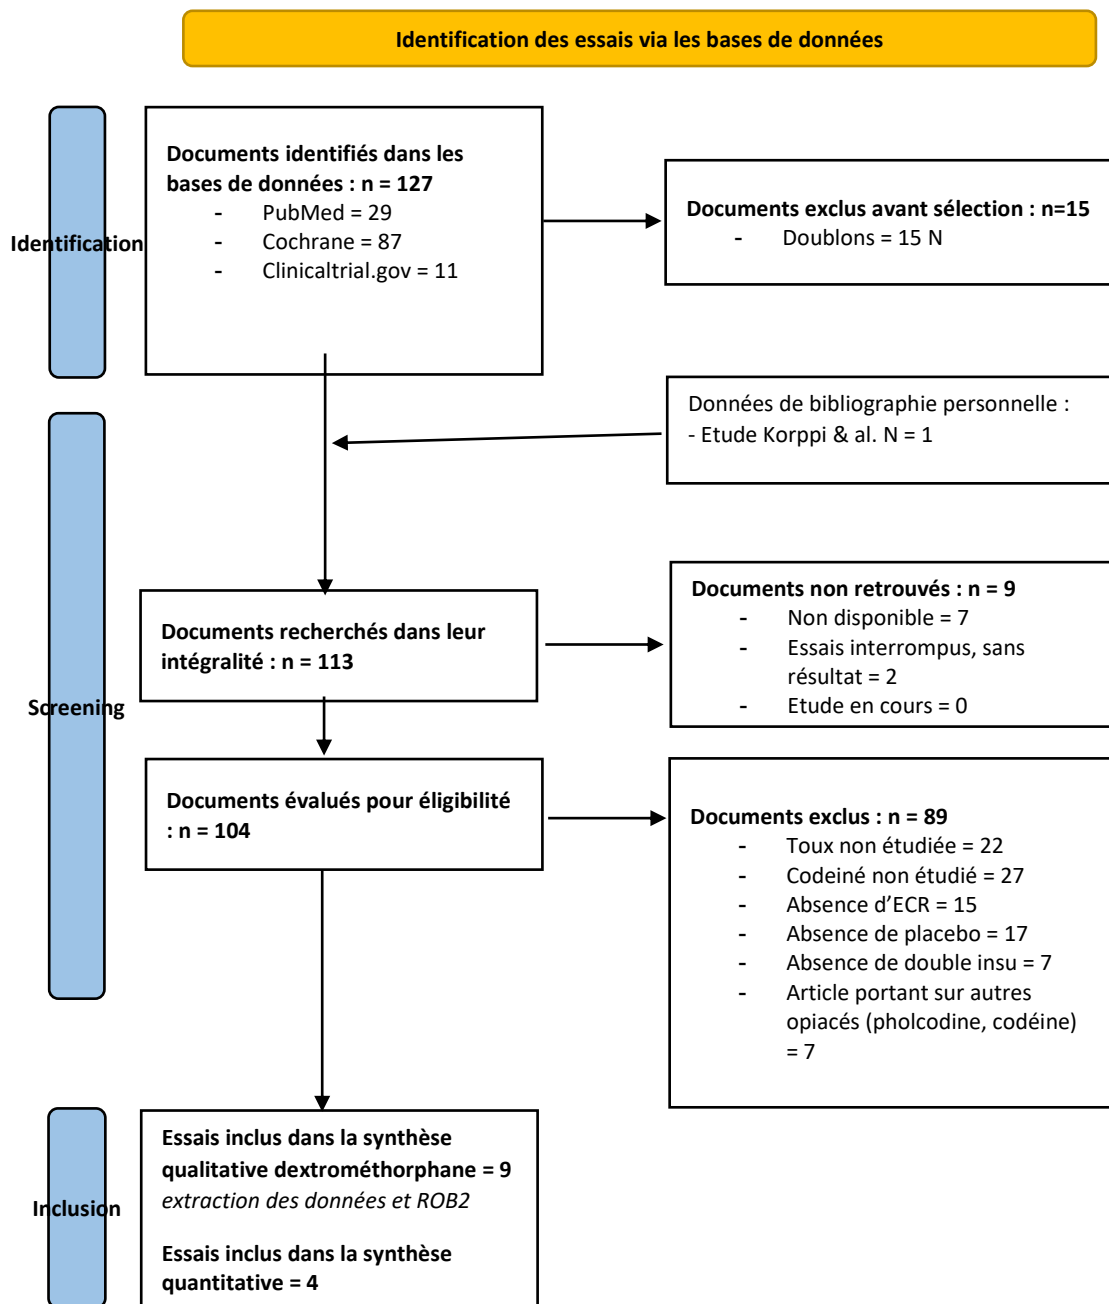 Identification des essais via les bases de données
Identification
Documents identifiés dans les
bases de données : n = 127
- PubMed = 29
- Cochrane = 87
- Clinicaltrial.gov = 11
Documents exclus avant sélection : n=15
- Doublons = 15 N
Données de bibliographie personnelle :
- Etude Korppi & al. N = 1
Screening
Documents recherchés dans leur
intégralité : n = 113
Documents non retrouvés : n = 9
- Non disponible = 7
- Essais interrompus, sans
résultat = 2
- Etude en cours = 0
Documents évalués pour éligibilité
: n = 104
Documents exclus : n = 89
- Toux non étudiée = 22
- Codeiné non étudié = 27
- Absence d’ECR = 15
- Absence de placebo = 17
- Absence de double insu = 7
- Article portant sur autres
opiacés (pholcodine, codéine)
= 7
Inclusion
Essais inclus dans la synthèse
qualitative dextrométhorphane = 9
extraction des données et ROB2
Essais inclus dans la synthèse
quantitative = 4